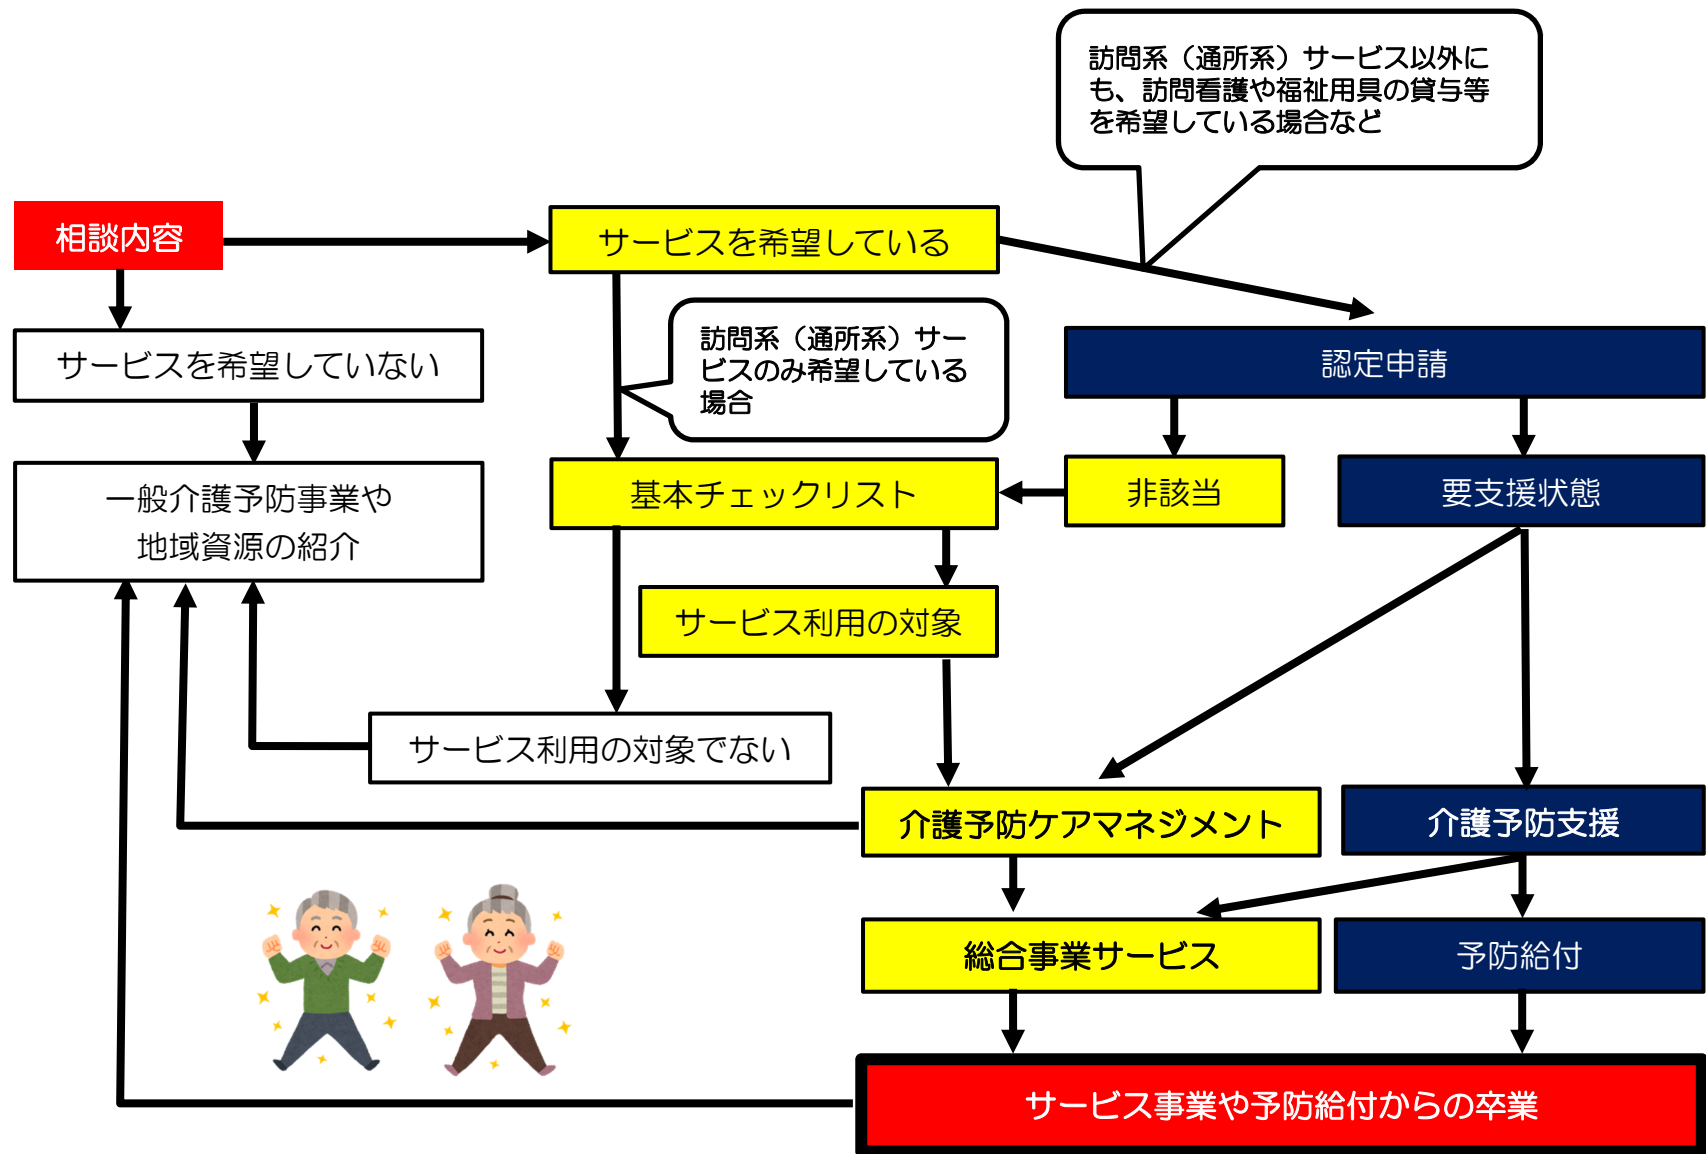 訪問系（通所系）サービス以外に
も、訪問看護や福祉用具の貸与等
を希望している場合など
相談内容
サービスを希望している
訪問系（通所系）サー
ビスのみ希望している
場合
サービスを希望していない
認定申請
一般介護予防事業や
地域資源の紹介
基本チェックリスト
非該当
要支援状態
サービス利用の対象
サービス利用の対象でない
介護予防ケアマネジメント
介護予防支援
総合事業サービス
予防給付
サービス事業や予防給付からの卒業